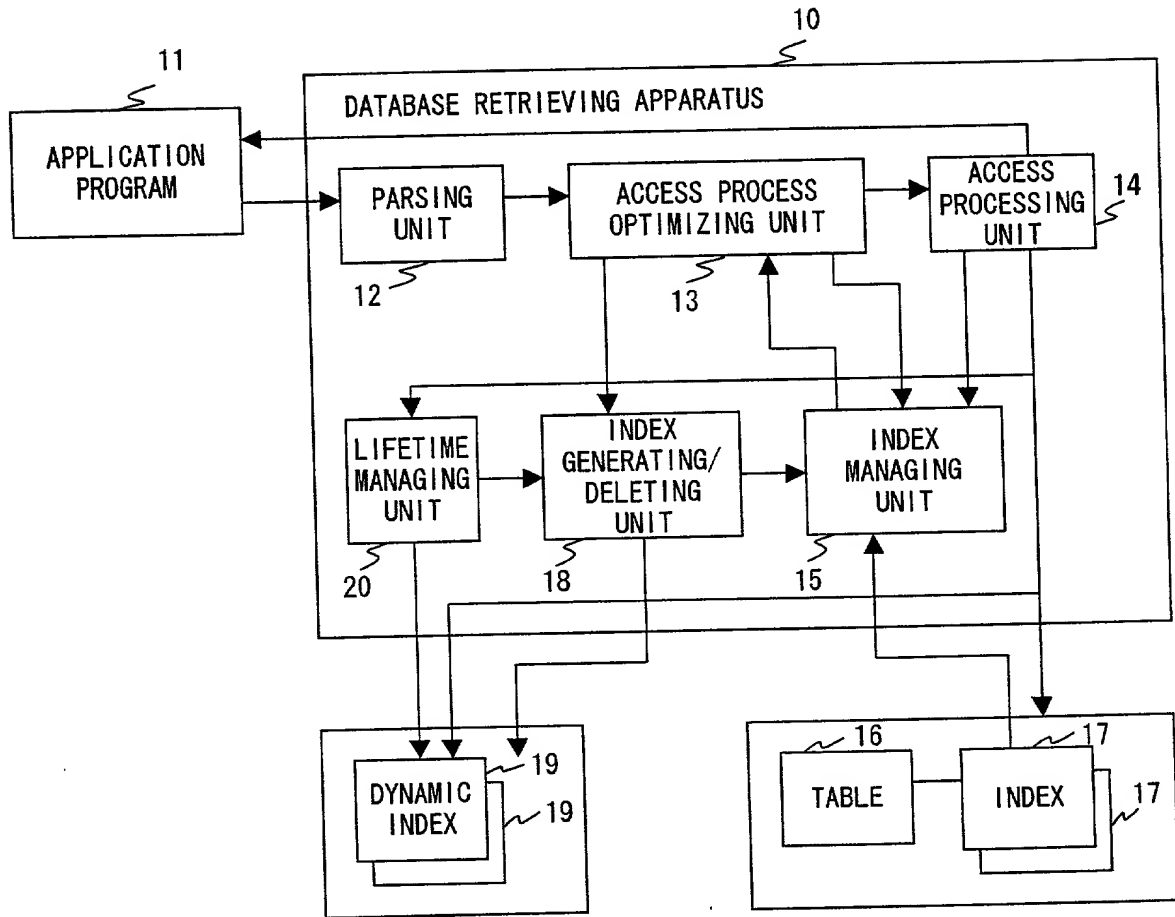 10
11
DATABASE RETRIEVING APPARATUS
APPLICATION
PROGRAM
PARSING
UNIT
12
ACCESS PROCESS
OPTIMIZING UNIT
13
ACCESS
PROCESSING
UNIT
14
LIFETIME
MANAGING
UNIT
20
INDEX
GENERATING/
DELETING
UNIT
18
INDEX
MANAGING
UNIT
15
DYNAMIC
INDEX
19
19
16
TABLE
17
INDEX
17